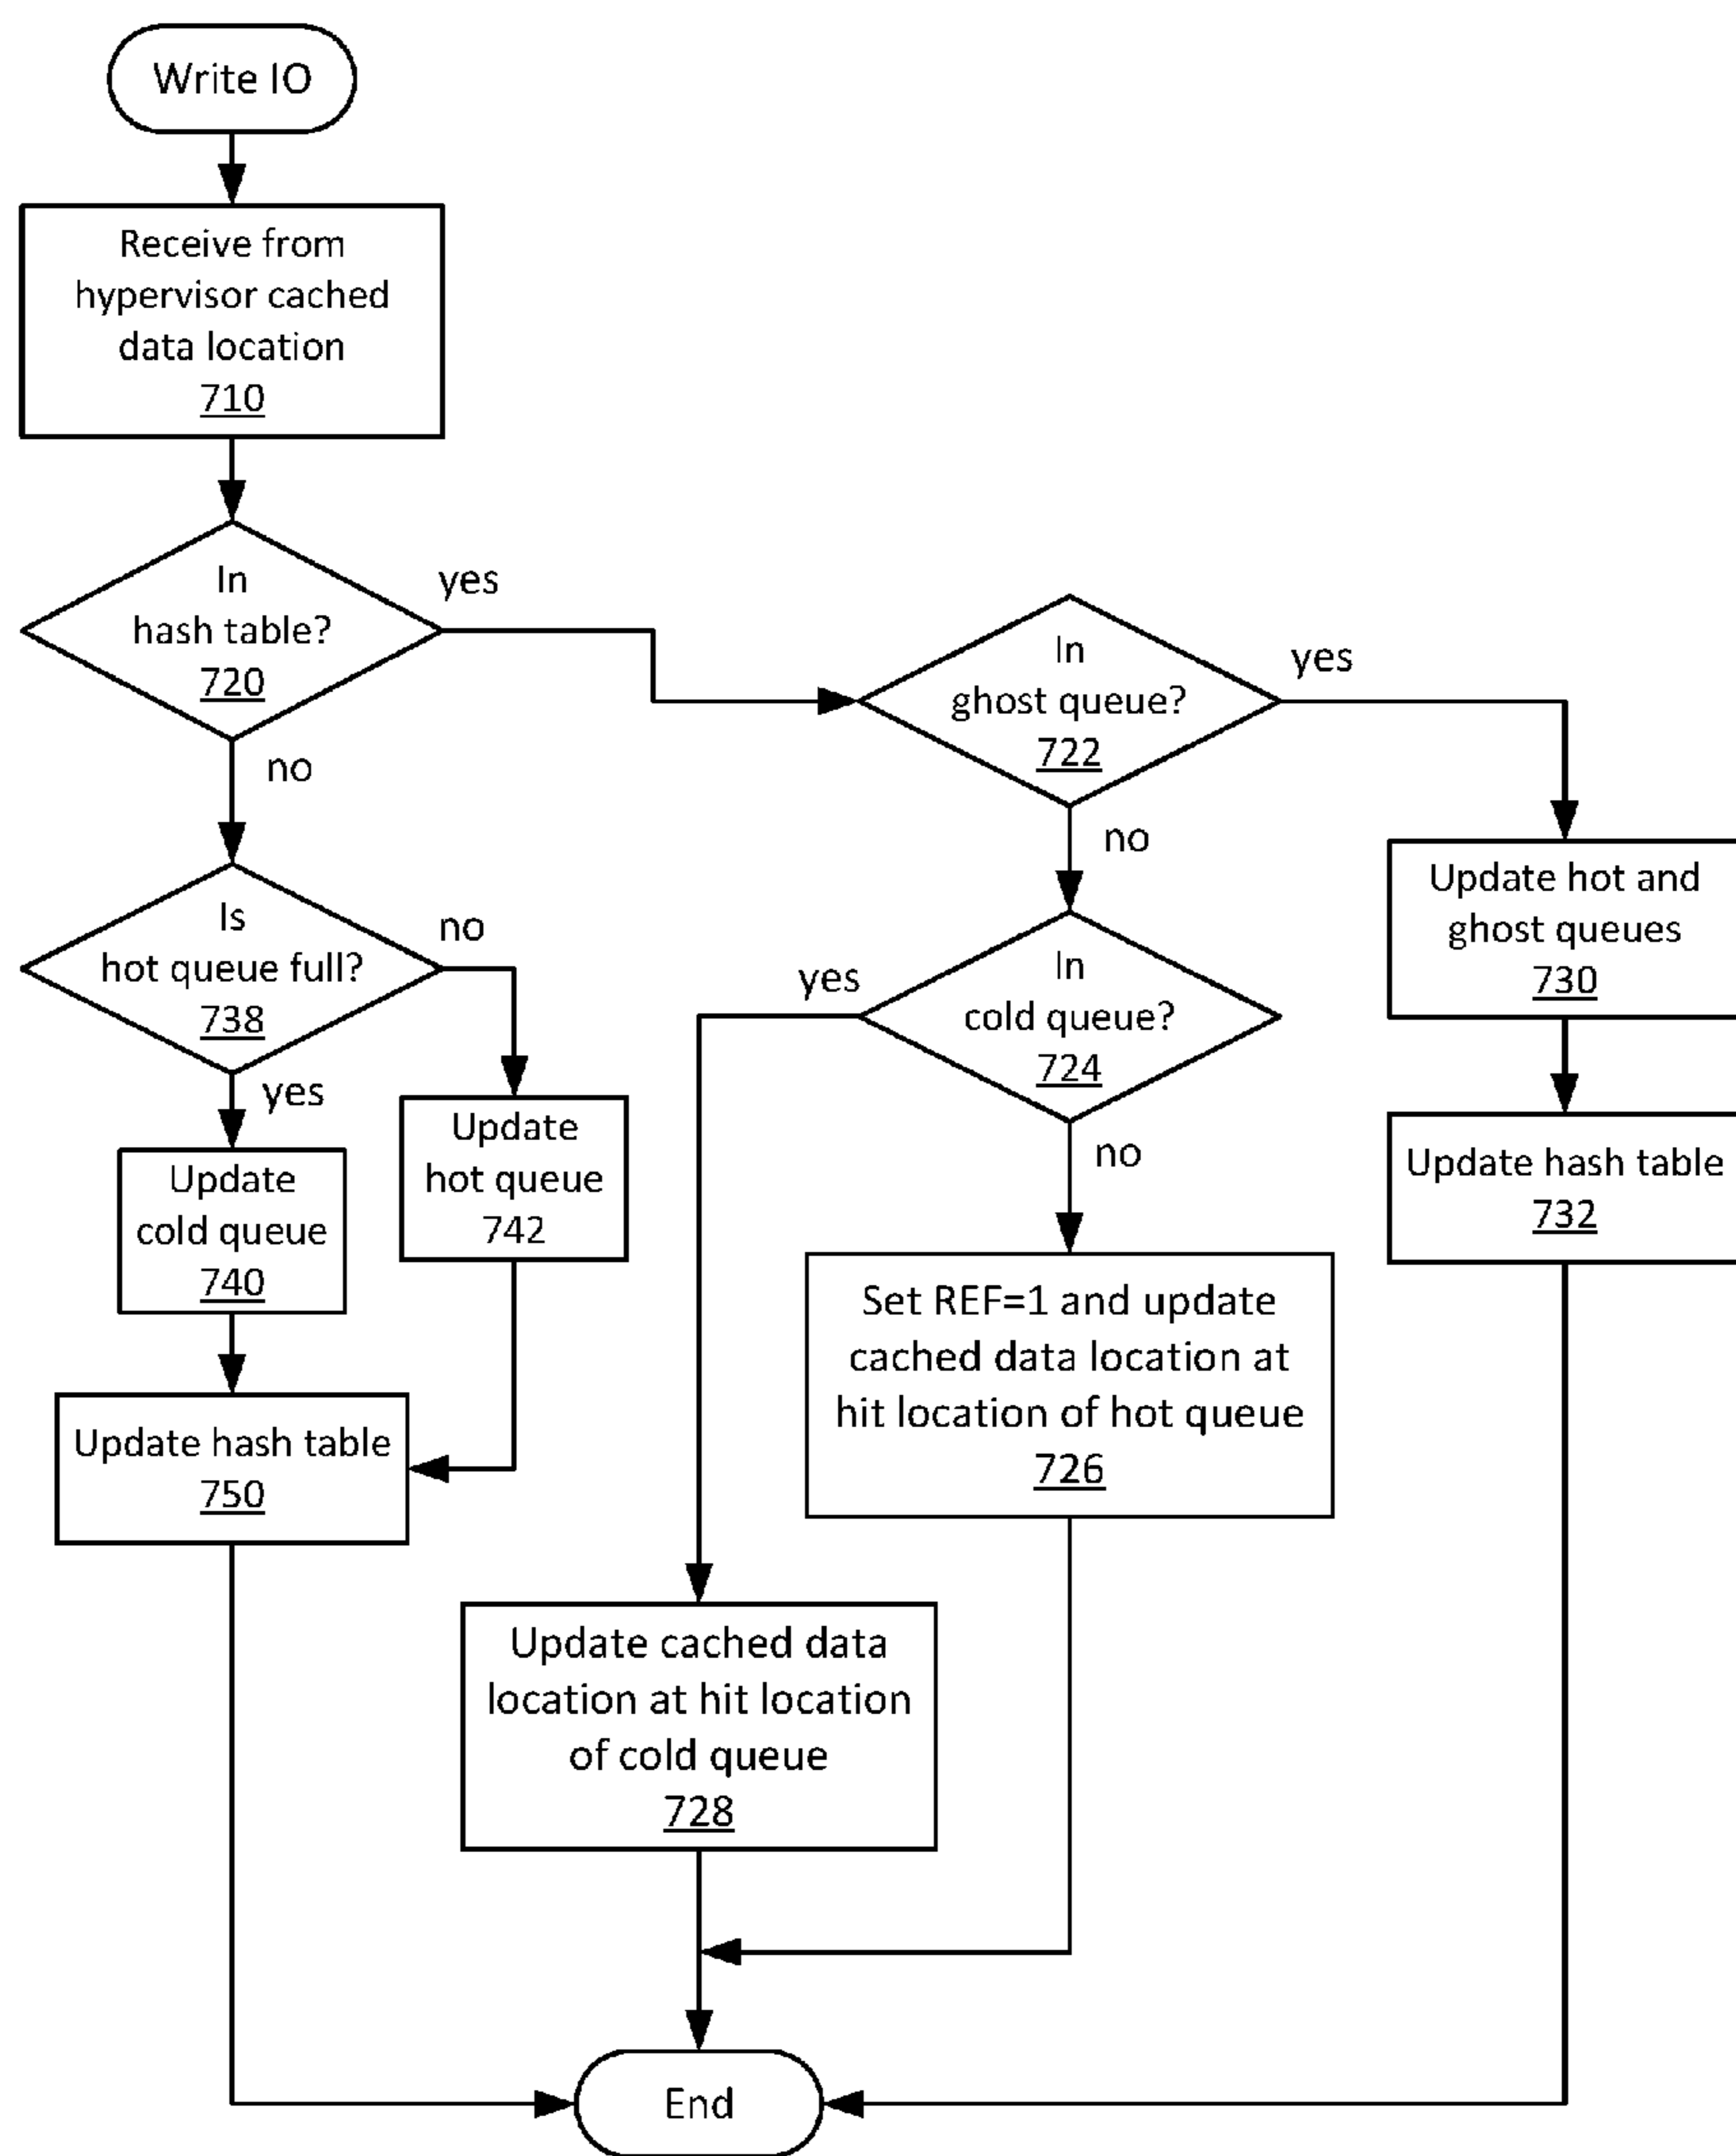 Write IO
Receive from
hypervisor cached
data location
710
In
hash table?
720
yes
no
In
ghost queue?
722
yes
no
Is
hot queue full?
738
no
yes
Update hot and
ghost queues
730
In
cold queue?
724
yes
no
Update
hot queue
742
Update
cold queue
740
Update hash table
732
Set REF=1 and update
cached data location at
hit location of hot queue
726
Update hash table
750
Update cached data
location at hit location
of cold queue
728
End